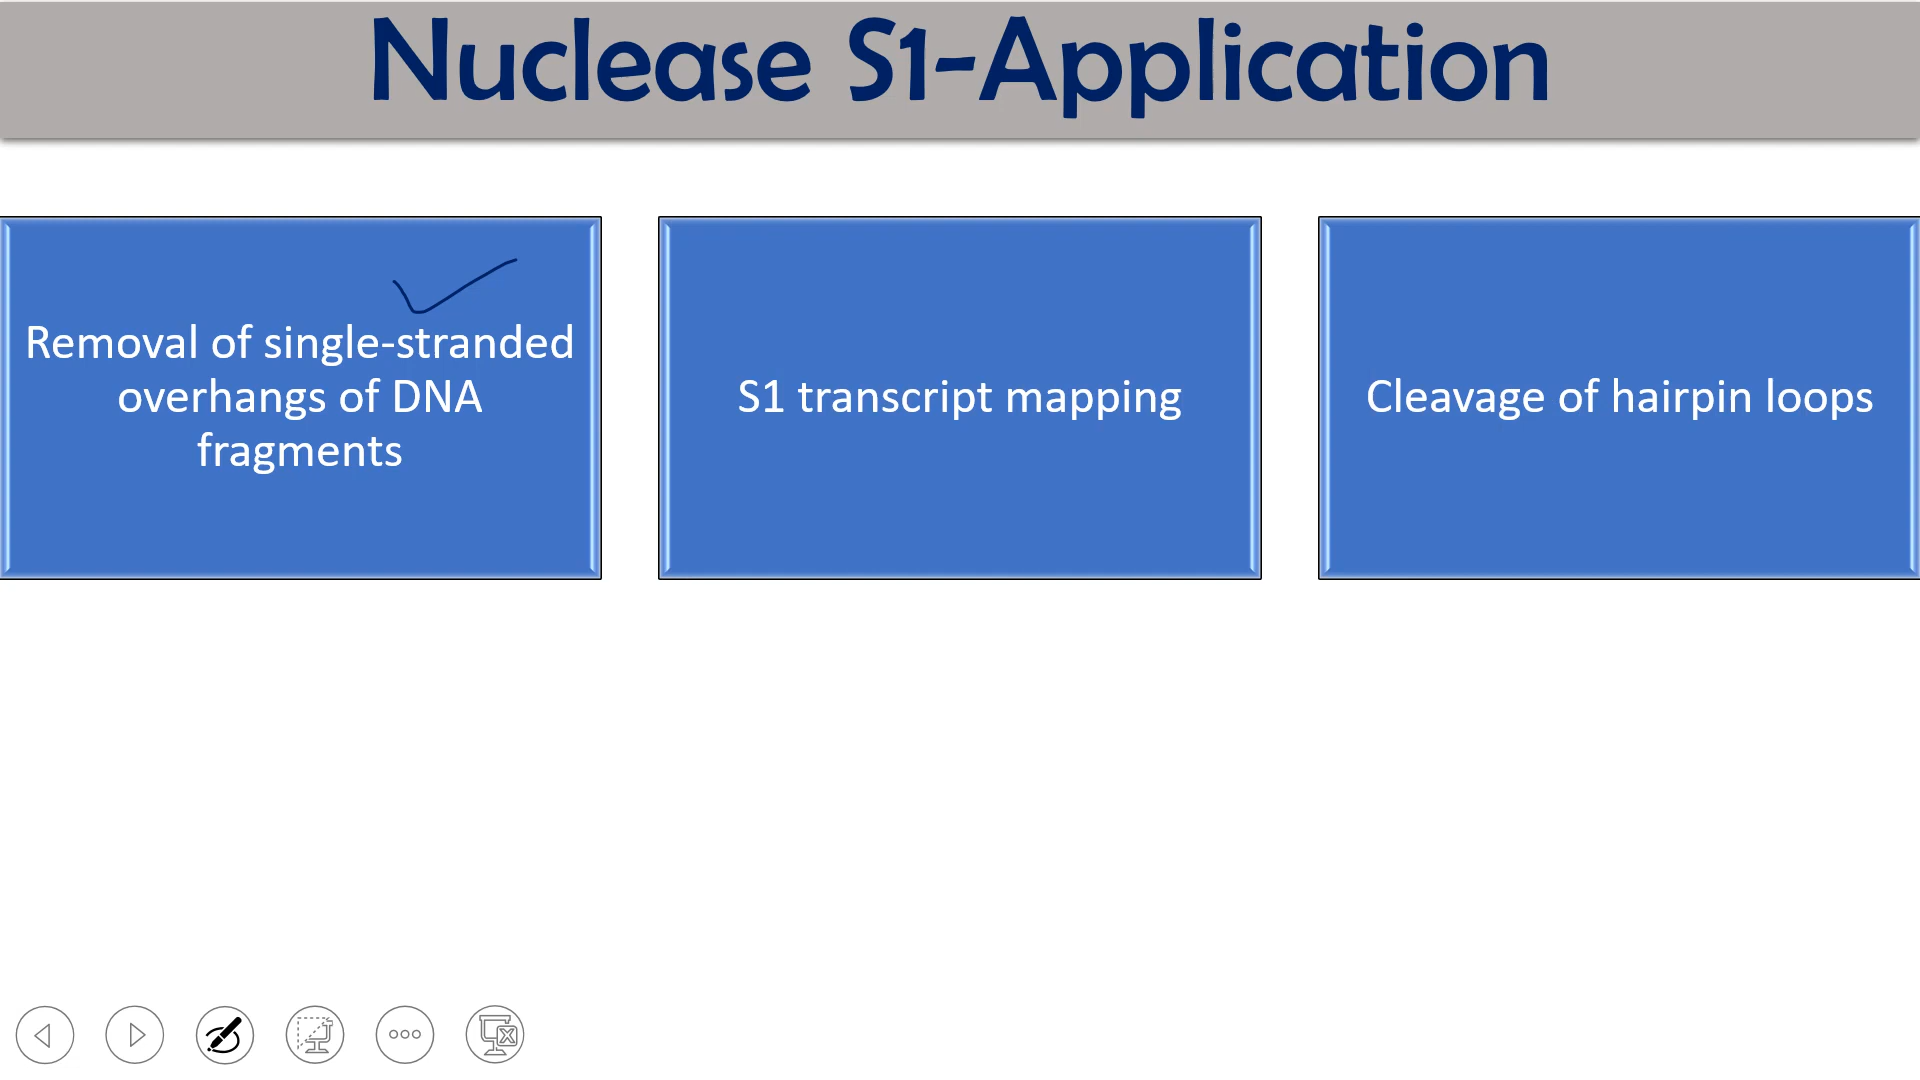 Nuclease S1-Application
Removal of single-stranded
overhangs of DNA
fragments
S1 transcript mapping
Cleavage of hairpin loops